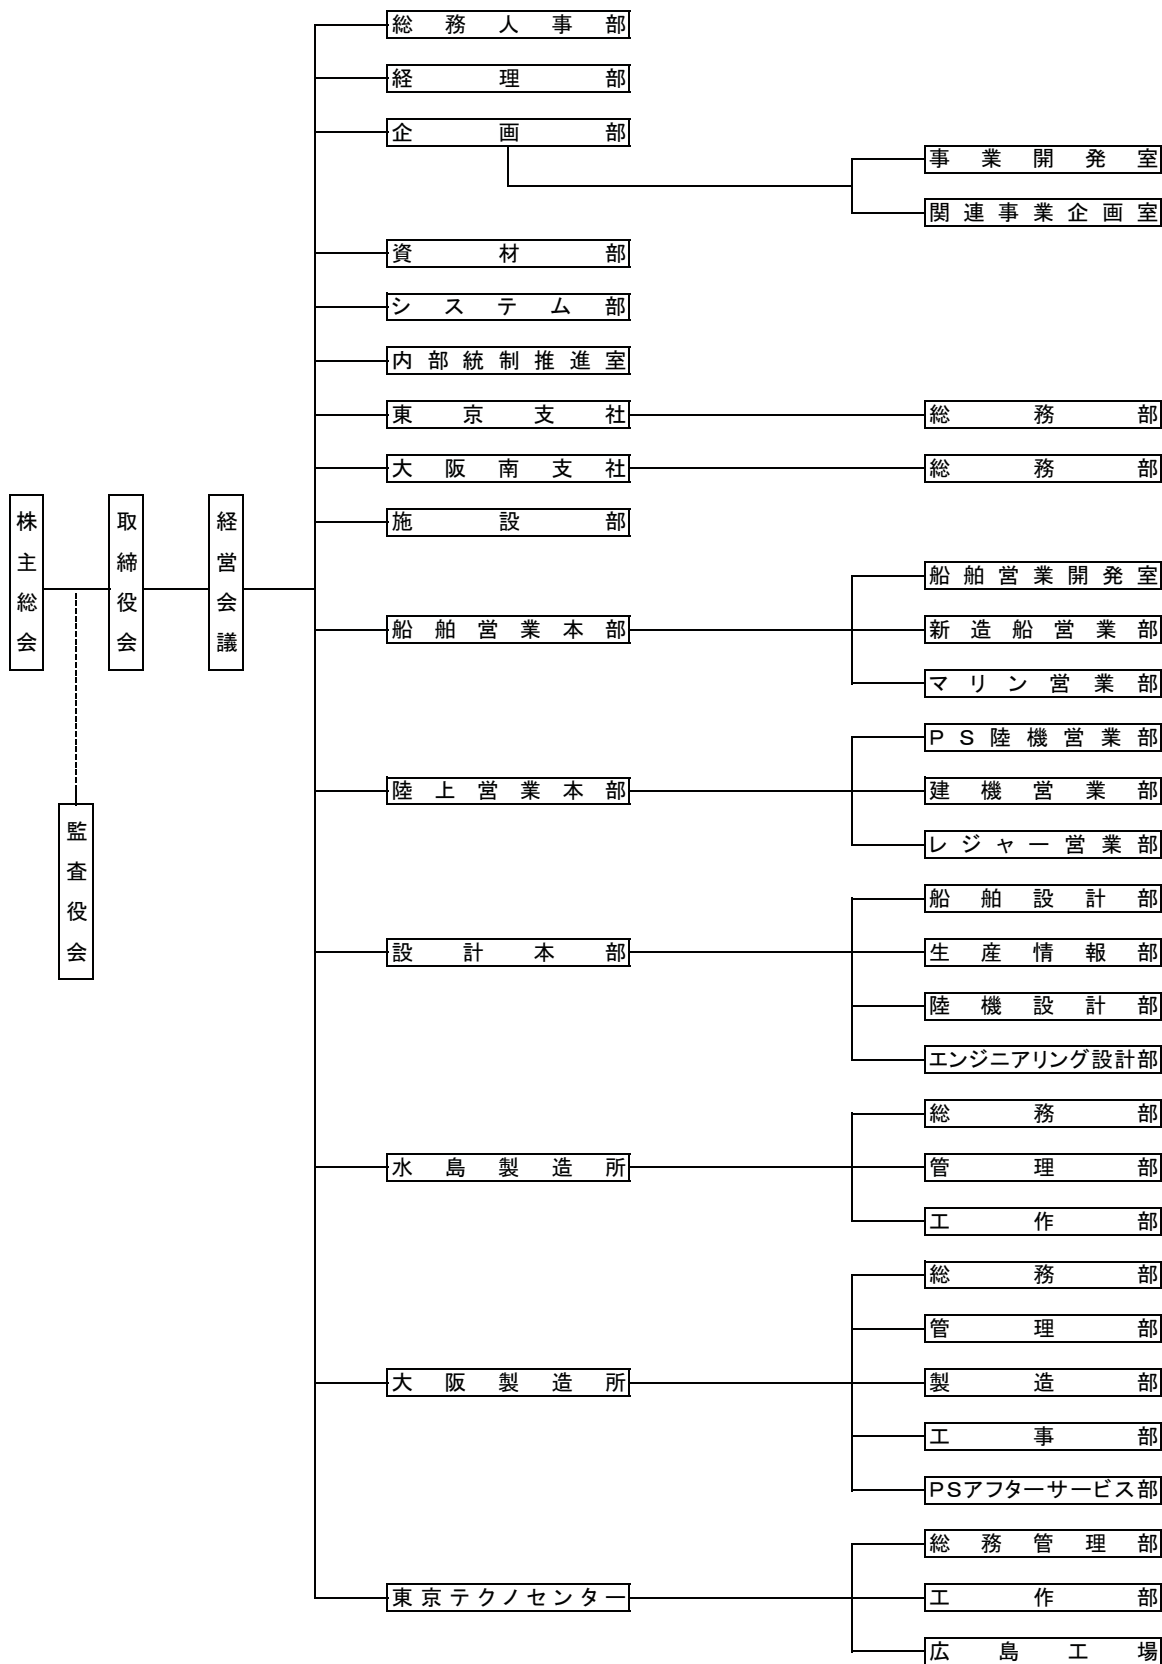 株主総会
取締役会
経営会議
監査役会
総務人事部
経理部
企画部
事業開発室
関連事業企画室
資材部
システム部
内部統制推進室
東京支社
総務部
大阪南支社
総務部
施設部
船舶営業本部
船舶営業開発室
新造船営業部
マリン営業部
陸上営業本部
PS陸機営業部
建機営業部
レジャー営業部
設計本部
船舶設計部
生産情報部
陸機設計部
エンジニアリング設計部
水島製造所
総務部
管理部
工作部
大阪製造所
総務部
管理部
製造部
工事部
PSアフターサービス部
東京テクノセンター
総務管理部
工作部
広島工場